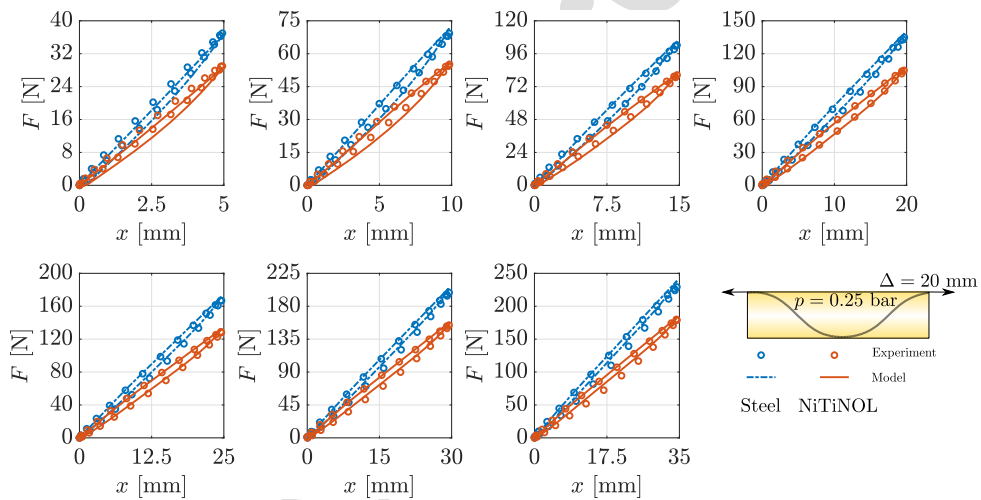 40
32
24
16
8
0
F [N]
0 2.5 5
x [mm]
75
60
45
30
15
0
F [N]
0 5 10
x [mm]
120
96
72
48
24
0
F [N]
0 7.5 15
x [mm]
150
120
90
60
30
0
F [N]
0 10 20
x [mm]
200
160
120
80
40
0
F [N]
0 12.5 25
x [mm]
225
180
135
90
45
0
F [N]
0 15 30
x [mm]
250
200
150
100
50
0
F [N]
0 17.5 35
x [mm]
Δ = 20 mm
p = 0.25 bar
Experiment
Model
Steel NiTiNOL